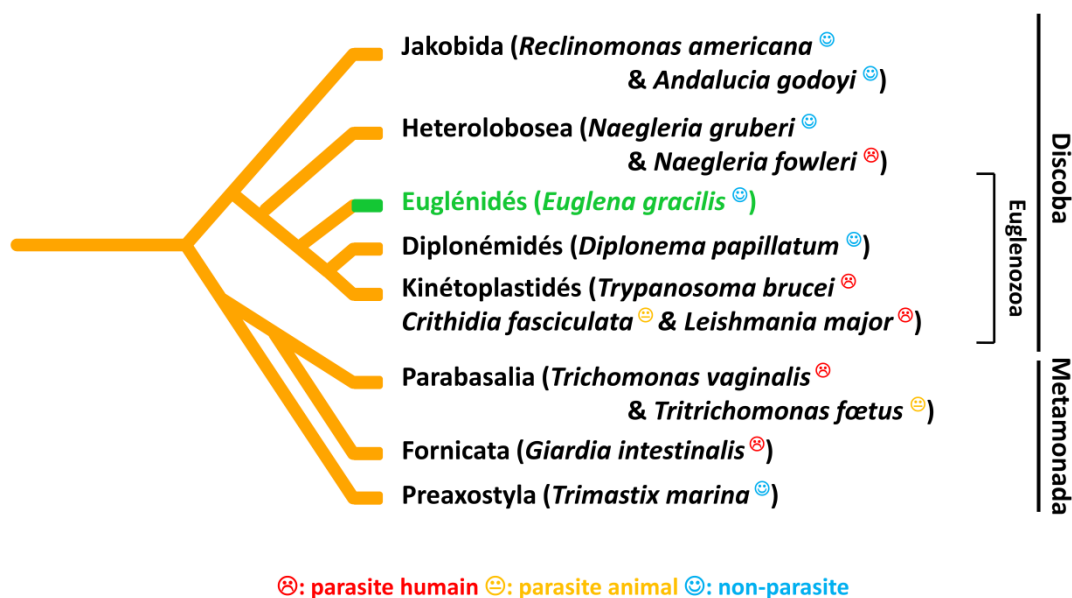 Jakobida (Reclinomonas americana
& Andalucia godoyi )
Heterolobosea (Naegleria gruberi
& Naegleria fowleri )
Euglénidés (Euglena gracilis )
Diplonémidés (Diplonema papillatum )
Kinétoplastidés (Trypanosoma brucei
Crithidia fasciculata & Leishmania major )
Parabasalia (Trichomonas vaginalis
& Tritrichomonas fœtus )
Fornicata (Giardia intestinalis )
Preaxostyla (Trimastix marina )
Euglenozoa
Discoba
Metamonada
☹: parasite humain 😐: parasite animal ☺: non-parasite